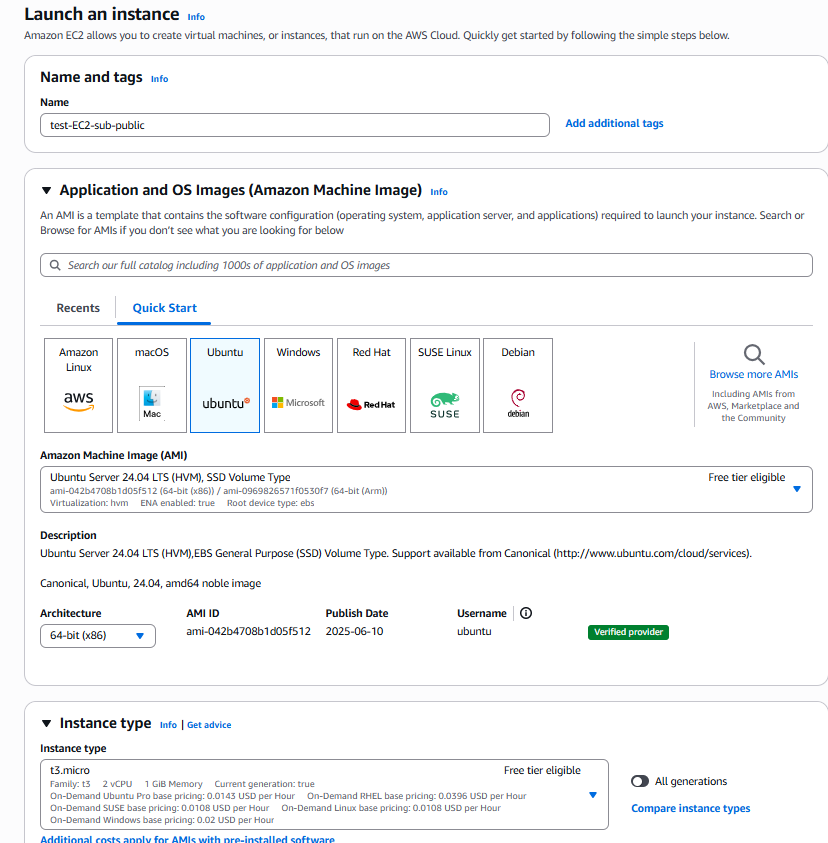 Launch an instance Info
Amazon EC2 allows you to create virtual machines, or instances, that run on the AWS Cloud. Quickly get started by following the simple steps below.
Name and tags Info
Name
test-EC2-sub-public
Add additional tags
Application and OS Images (Amazon Machine Image) Info
An AMI is a template that contains the software configuration (operating system, application server, and applications) required to launch your instance. Search or
Browse for AMIs if you don't see what you are looking for below
Search our full catalog including 1000s of application and OS images
Recents
Quick Start
Amazon
Linux
aws
macOS
Mac
Ubuntu
ubuntu
Windows
Microsoft
Red Hat
Red Hat
SUSE Linux
SUSE
Debian
debian
Browse more AMIs
Including AMIs from
AWS, Marketplace and
the Community
Amazon Machine Image (AMI)
Ubuntu Server 24.04 LTS (HVM), SSD Volume Type
Free tier eligible
ami-042b4708b1d05f512 (64-bit (x86)) / ami-0969826571f0530f7 (64-bit (Arm))
Virtualization: hvm ENA enabled: true Root device type: ebs
Description
Ubuntu Server 24.04 LTS (HVM),EBS General Purpose (SSD) Volume Type. Support available from Canonical (http://www.ubuntu.com/cloud/services).
Canonical, Ubuntu, 24.04, amd64 noble image
Architecture
64-bit (x86)
AMI ID
ami-042b4708b1d05f512
Publish Date
2025-06-10
Username
ubuntu
Verified provider
Instance type Info | Get advice
Instance type
t3.micro
Free tier eligible
Family: t3 2 vCPU 1 GiB Memory Current generation: true
On-Demand Ubuntu Pro base pricing: 0.0143 USD per Hour On-Demand RHEL base pricing: 0.0396 USD per Hour
On-Demand SUSE base pricing: 0.0108 USD per Hour On-Demand Linux base pricing: 0.0108 USD per Hour
On-Demand Windows base pricing: 0.02 USD per Hour
All generations
Compare instance types
Additional costs apply for AMIs with pre-installed software